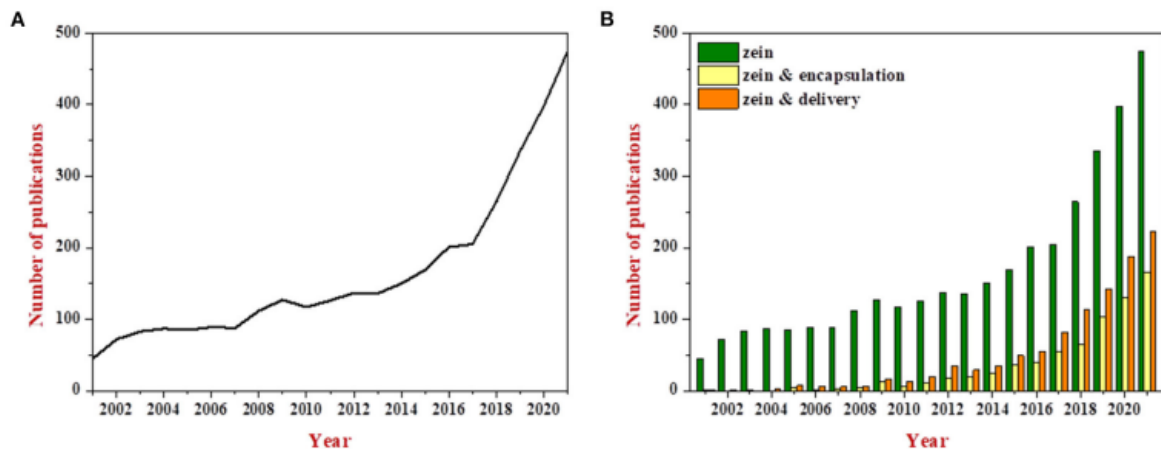 A
500
400
300
200
100
0
Number of publications
2002 2004 2006 2008 2010 2012 2014 2016 2018 2020
Year
B
500
400
300
200
100
0
Number of publications
zein
zein & encapsulation
zein & delivery
2002 2004 2006 2008 2010 2012 2014 2016 2018 2020
Year